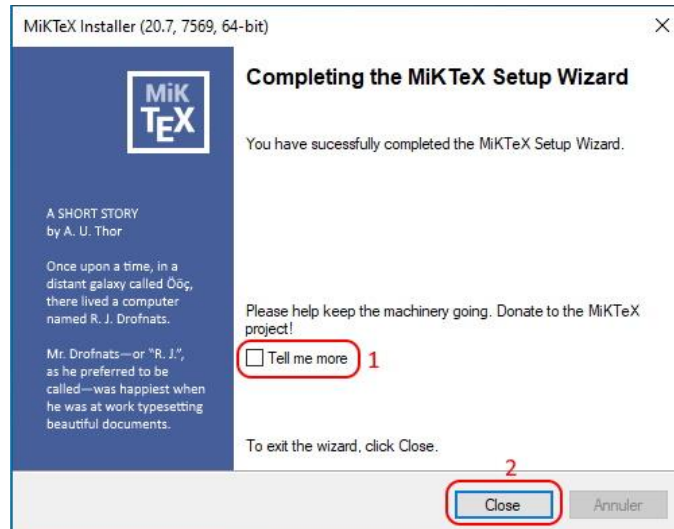 MiKTeX Installer (20.7, 7569, 64-bit)
MiK
TEX
A SHORT STORY
by A. U. Thor
Once upon a time, in a
distant galaxy called Ööç,
there lived a computer
named R. J. Drofnats.
Mr. Drofnats—or “R. J.”,
as he preferred to be
called—was happiest when
he was at work typesetting
beautiful documents.
Completing the MiKTeX Setup Wizard
You have sucessfully completed the MiKTeX Setup Wizard.
Please help keep the machinery going. Donate to the MiKTeX
project!
Tell me more 1
To exit the wizard, click Close.
2
Close Annuler